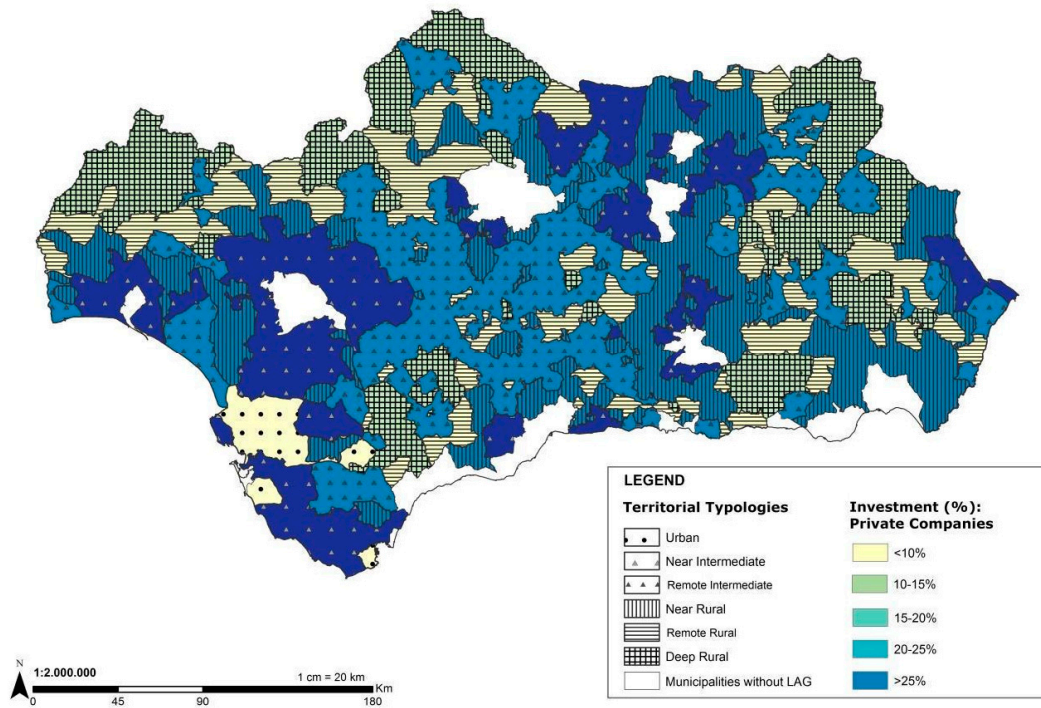 LEGEND
Territorial Typologies
Urban
Near Intermediate
Remote Intermediate
Near Rural
Remote Rural
Deep Rural
Municipalities without LAG
Investment (%):
Private Companies
<10%
10-15%
15-20%
20-25%
>25%
N
1:2.000.000
1 cm = 20 km
Km
0 45 90 180